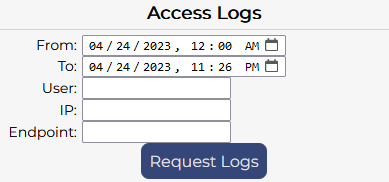 Access Logs
From: 04/24/2023, 12:00 AM
To: 04/24/2023, 11:26 PM
User:
IP:
Endpoint:
Request Logs